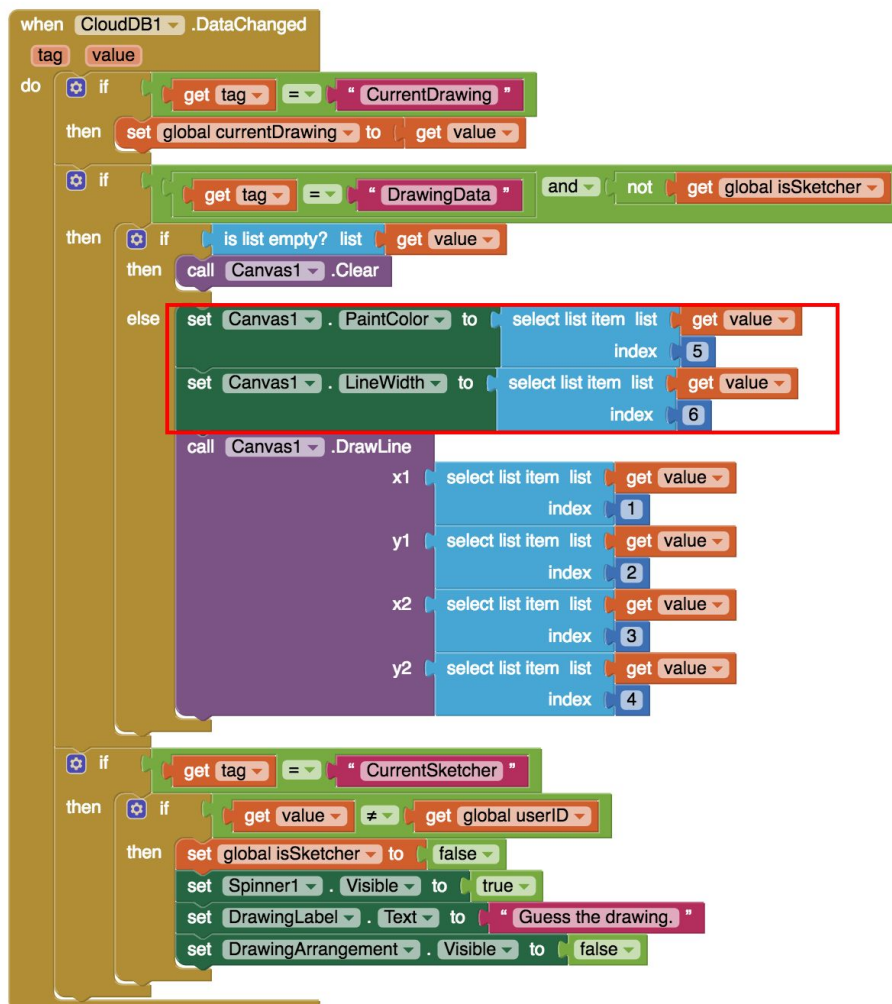 when CloudDB1 .DataChanged
tag value
do if get tag = " CurrentDrawing "
then set global currentDrawing to get value
if get tag = " DrawingData " and not get global isSketcher
then if is list empty? list get value
then call Canvas1 .Clear
else set Canvas1 . PaintColor to select list item list get value
index 5
set Canvas1 . LineWidth to select list item list get value
index 6
call Canvas1 .DrawLine
x1 select list item list get value
index 1
y1 select list item list get value
index 2
x2 select list item list get value
index 3
y2 select list item list get value
index 4
if get tag = " CurrentSketcher "
then if get value ≠ get global userID
then set global isSketcher to false
set Spinner1 . Visible to true
set DrawingLabel . Text to " Guess the drawing. "
set DrawingArrangement . Visible to false